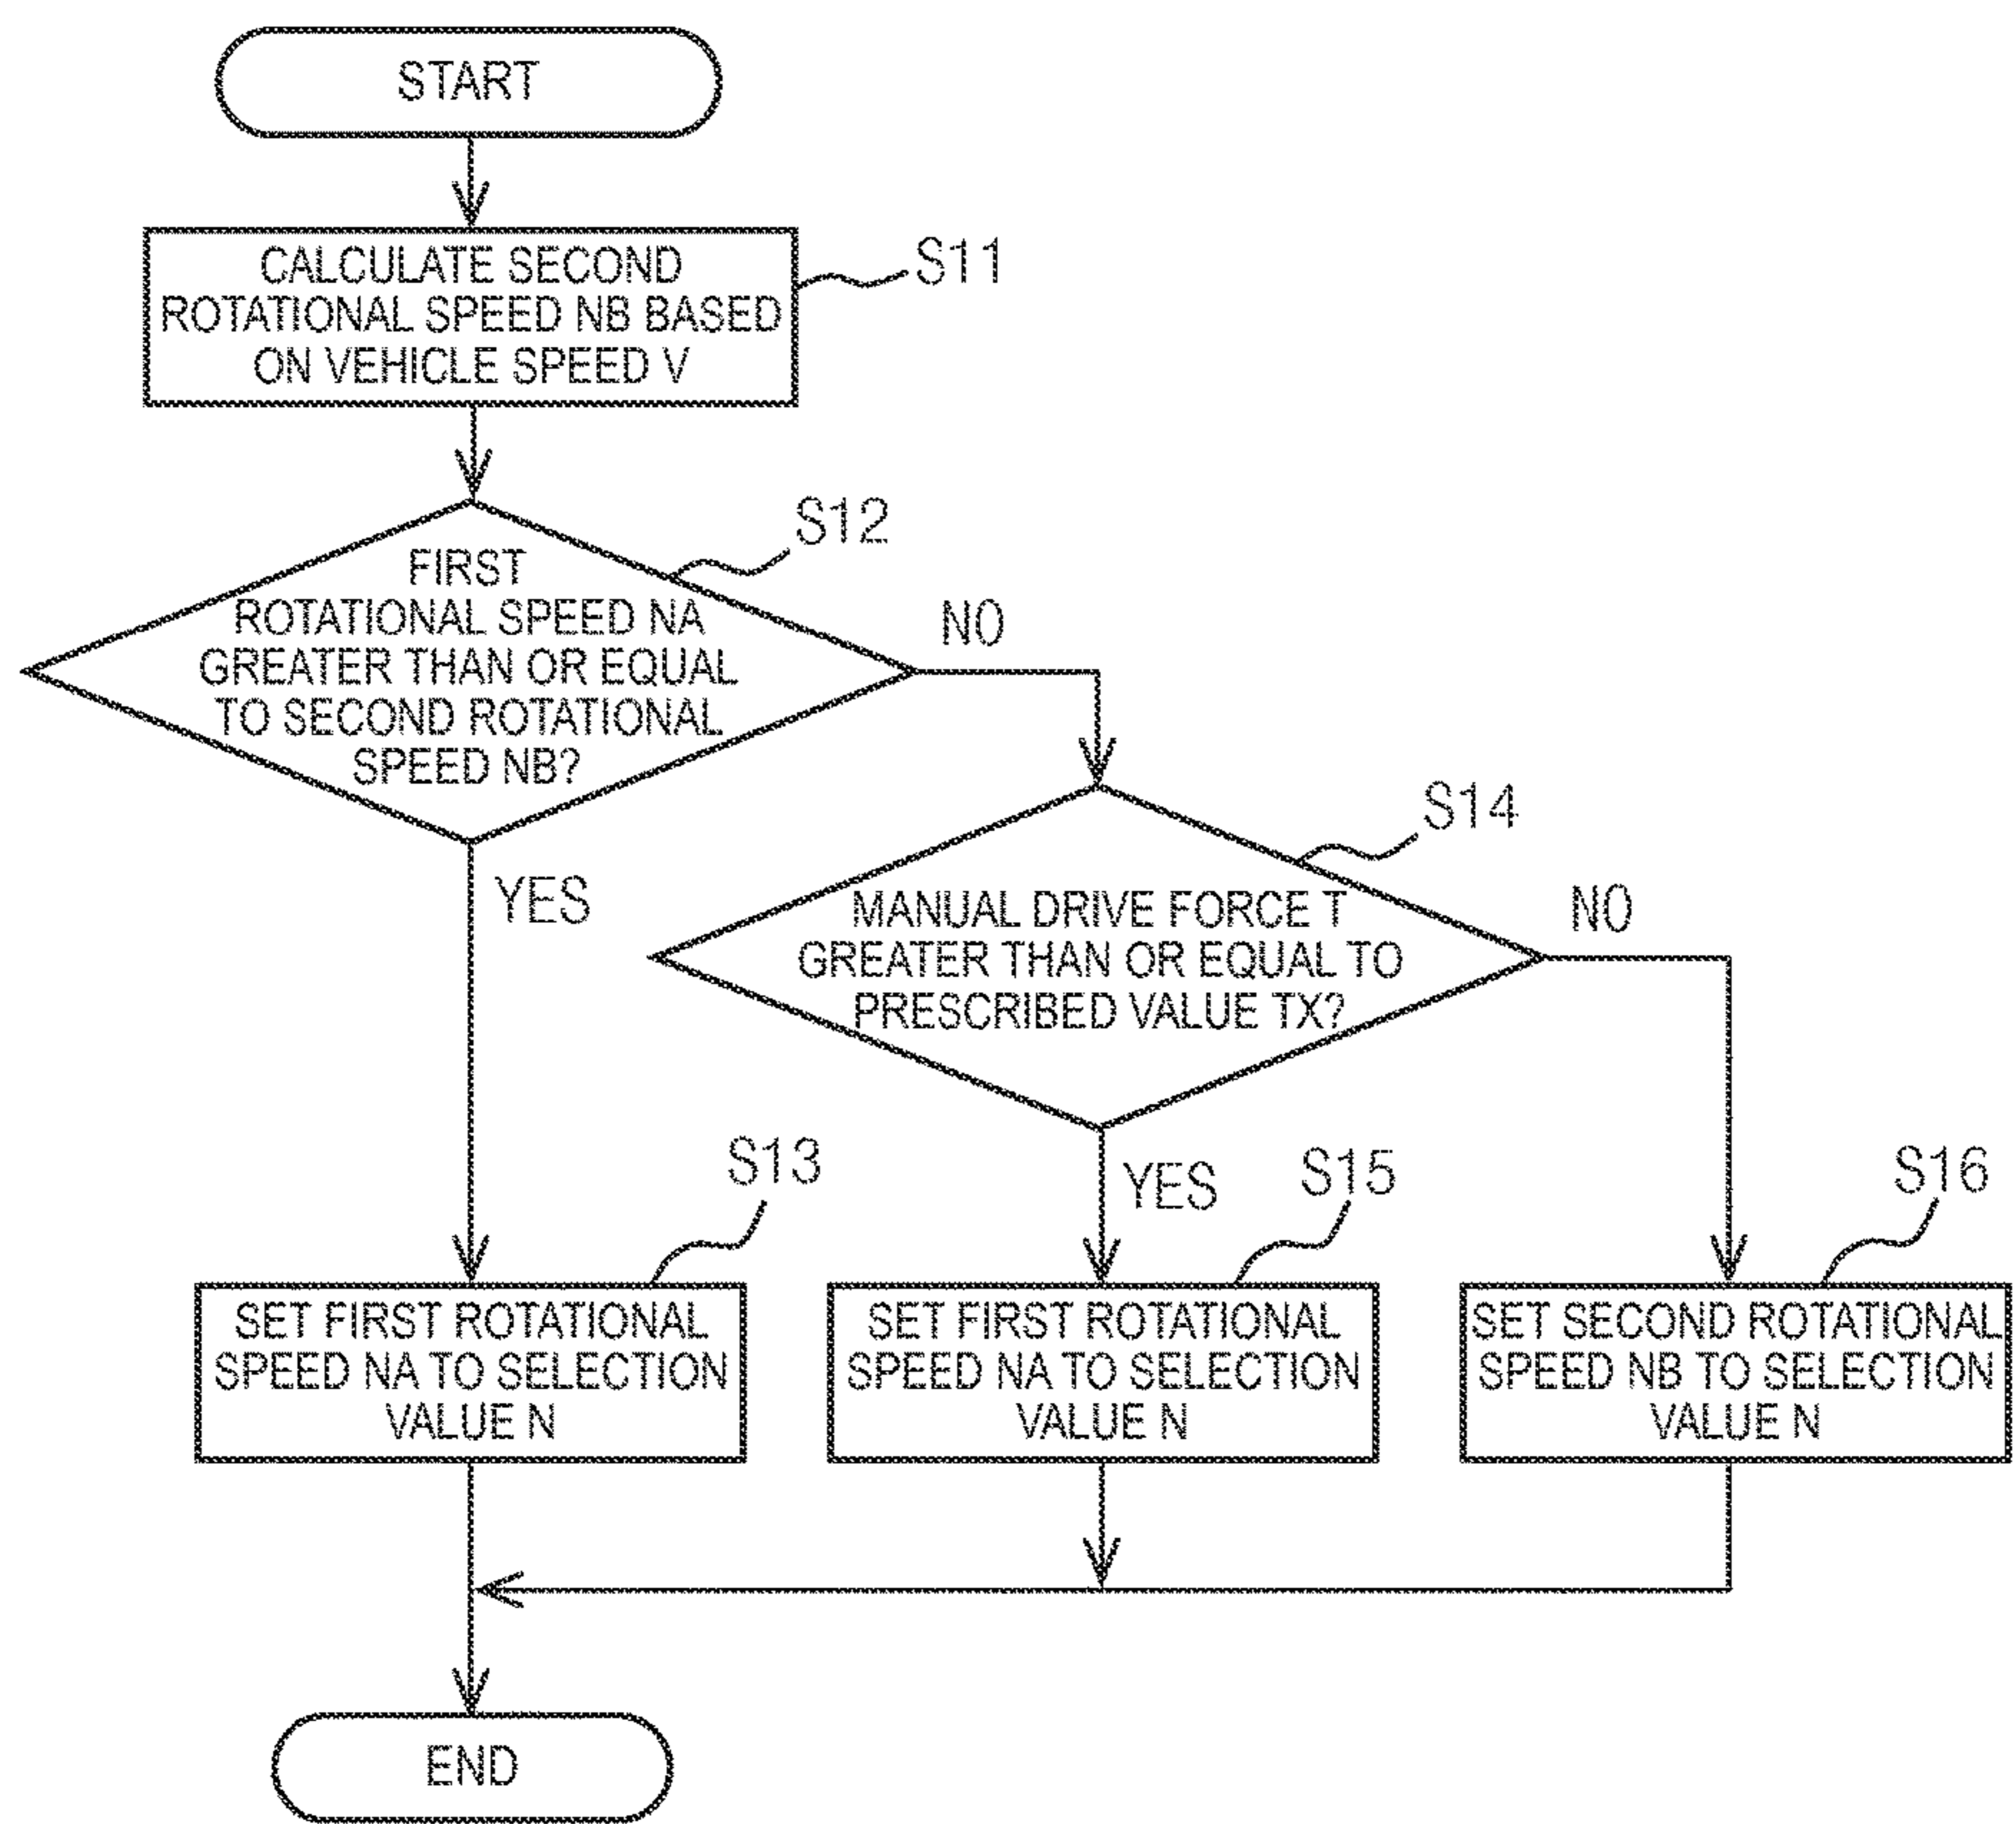 START
CALCULATE SECOND
ROTATIONAL SPEED NB BASED
ON VEHICLE SPEED V
S11
S12
FIRST
ROTATIONAL SPEED NA
GREATER THAN OR EQUAL
TO SECOND ROTATIONAL
SPEED NB?
NO
YES
S14
MANUAL DRIVE FORCE T
GREATER THAN OR EQUAL TO
PRESCRIBED VALUE TX?
NO
YES
S13
SET FIRST ROTATIONAL
SPEED NA TO SELECTION
VALUE N
S15
SET FIRST ROTATIONAL
SPEED NA TO SELECTION
VALUE N
S16
SET SECOND ROTATIONAL
SPEED NB TO SELECTION
VALUE N
END